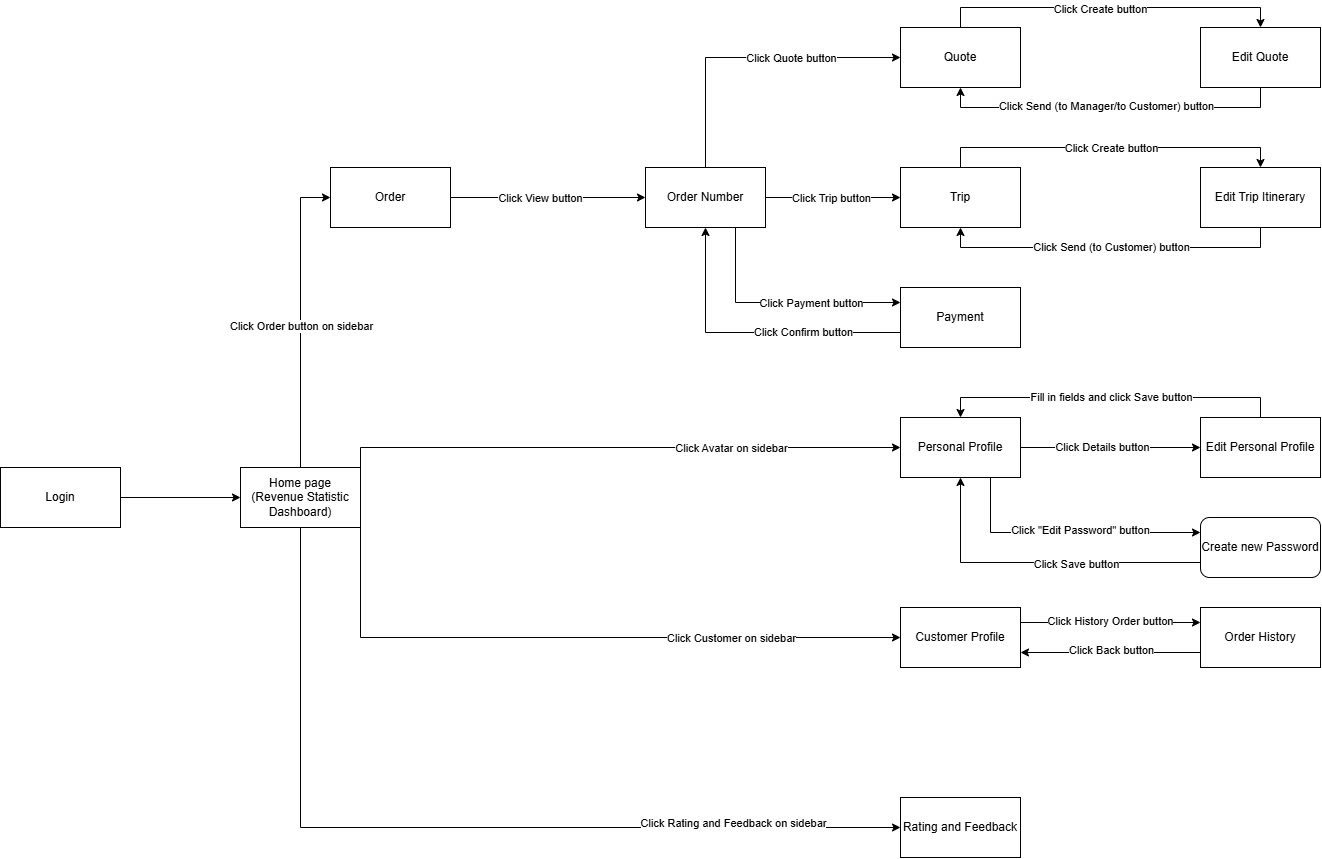 Click Create button
Quote
Click Quote button
Edit Quote
Click Send (to Manager/to Customer) button
Click Create button
Order
Click View button
Order Number
Click Trip button
Trip
Edit Trip Itinerary
Click Send (to Customer) button
Click Payment button
Payment
Click Confirm button
Click Order button on sidebar
Fill in fields and click Save button
Click Avatar on sidebar
Personal Profile
Click Details button
Edit Personal Profile
Login
Home page
(Revenue Statistic
Dashboard)
Click "Edit Password" button
Create new Password
Click Save button
Click Customer on sidebar
Customer Profile
Click History Order button
Order History
Click Back button
Click Rating and Feedback on sidebar
Rating and Feedback